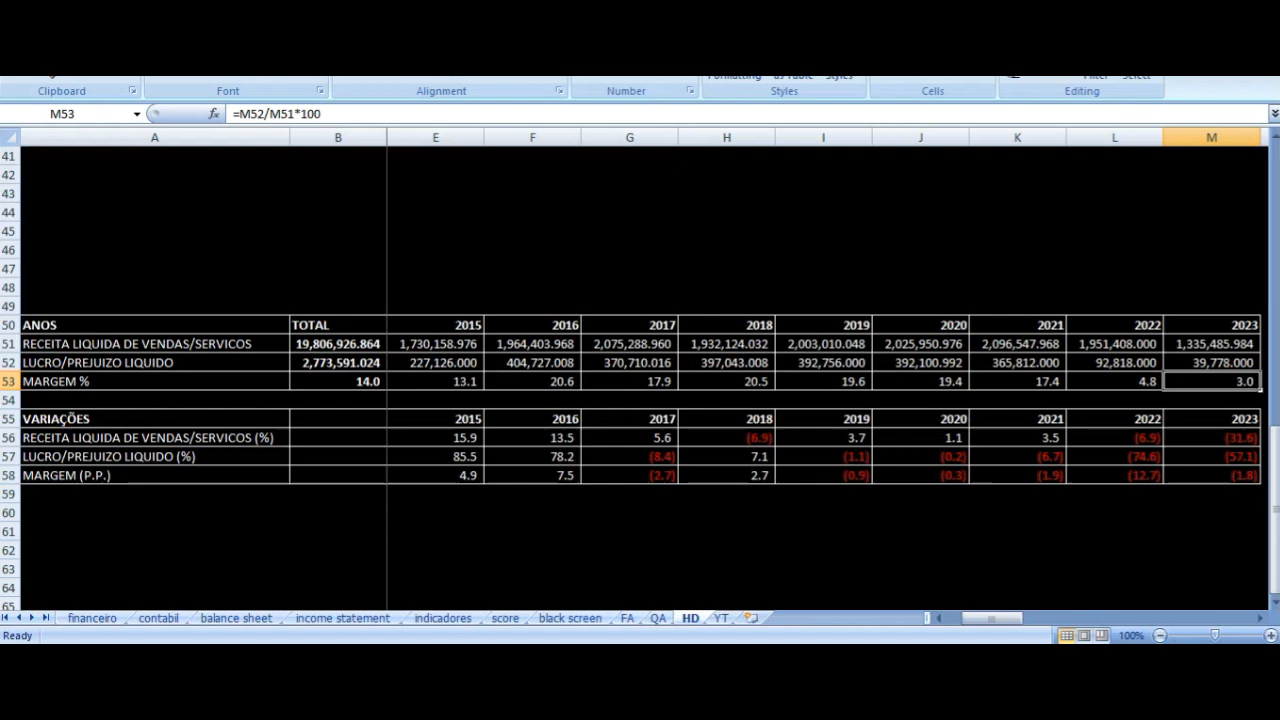 Formatting as Table Styles Filter Select
Clipboard Font Alignment Number Styles Cells Editing
M53 fx =M52/M51*100
A B E F G H I J K L M
41
42
43
44
45
46
47
48
49
50 ANOS TOTAL 2015 2016 2017 2018 2019 2020 2021 2022 2023
51 RECEITA LIQUIDA DE VENDAS/SERVICOS 19,806,926.864 1,730,158.976 1,964,403.968 2,075,288.960 1,932,124.032 2,003,010.048 2,025,950.976 2,096,547.968 1,951,408.000 1,335,485.984
52 LUCRO/PREJUIZO LIQUIDO 2,773,591.024 227,126.000 404,727.008 370,710.016 397,043.008 392,756.000 392,100.992 365,812.000 92,818.000 39,778.000
53 MARGEM % 14.0 13.1 20.6 17.9 20.5 19.6 19.4 17.4 4.8 3.0
54
55 VARIAÇÕES 2015 2016 2017 2018 2019 2020 2021 2022 2023
56 RECEITA LIQUIDA DE VENDAS/SERVICOS (%) 15.9 13.5 5.6 (6.9) 3.7 1.1 3.5 (6.9) (31.6)
57 LUCRO/PREJUIZO LIQUIDO (%) 85.5 78.2 (8.4) 7.1 (1.1) (0.2) (6.7) (74.6) (57.1)
58 MARGEM (P.P.) 4.9 7.5 (2.7) 2.7 (0.9) (0.3) (1.9) (12.7) (1.8)
59
60
61
62
63
64
65
financeiro contabil balance sheet income statement indicadores score black screen FA QA HD YT
Ready 100%